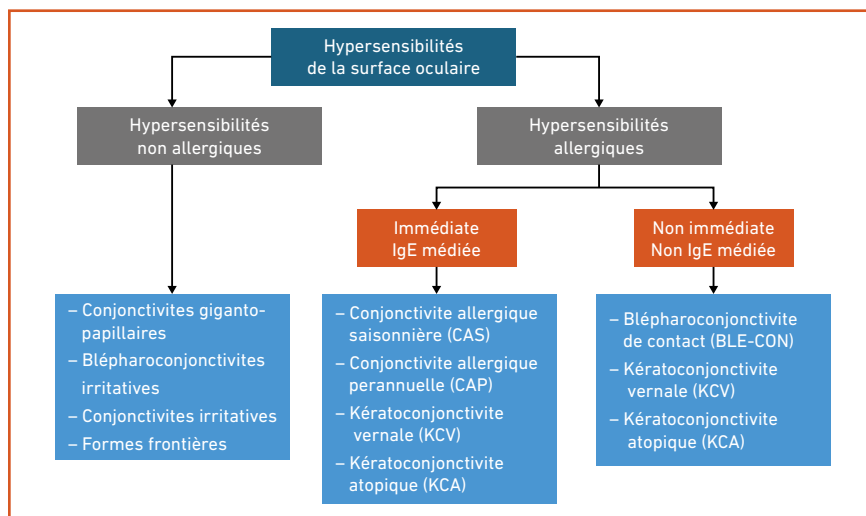 Hypersensibilités
de la surface oculaire
Hypersensibilités
non allergiques
Hypersensibilités
allergiques
Immédiate
IgE médiée
Non immédiate
Non IgE médiée
– Conjonctivites giganto-
papillaires
– Blépharoconjonctivites
irritatives
– Conjonctivites irritatives
– Formes frontières
– Conjonctivite allergique
saisonnière (CAS)
– Conjonctivite allergique
perannuelle (CAP)
– Kératoconjonctivite
vernale (KCV)
– Kératoconjonctivite
atopique (KCA)
– Blépharoconjonctivite
de contact (BLE-CON)
– Kératoconjonctivite
vernale (KCV)
– Kératoconjonctivite
atopique (KCA)